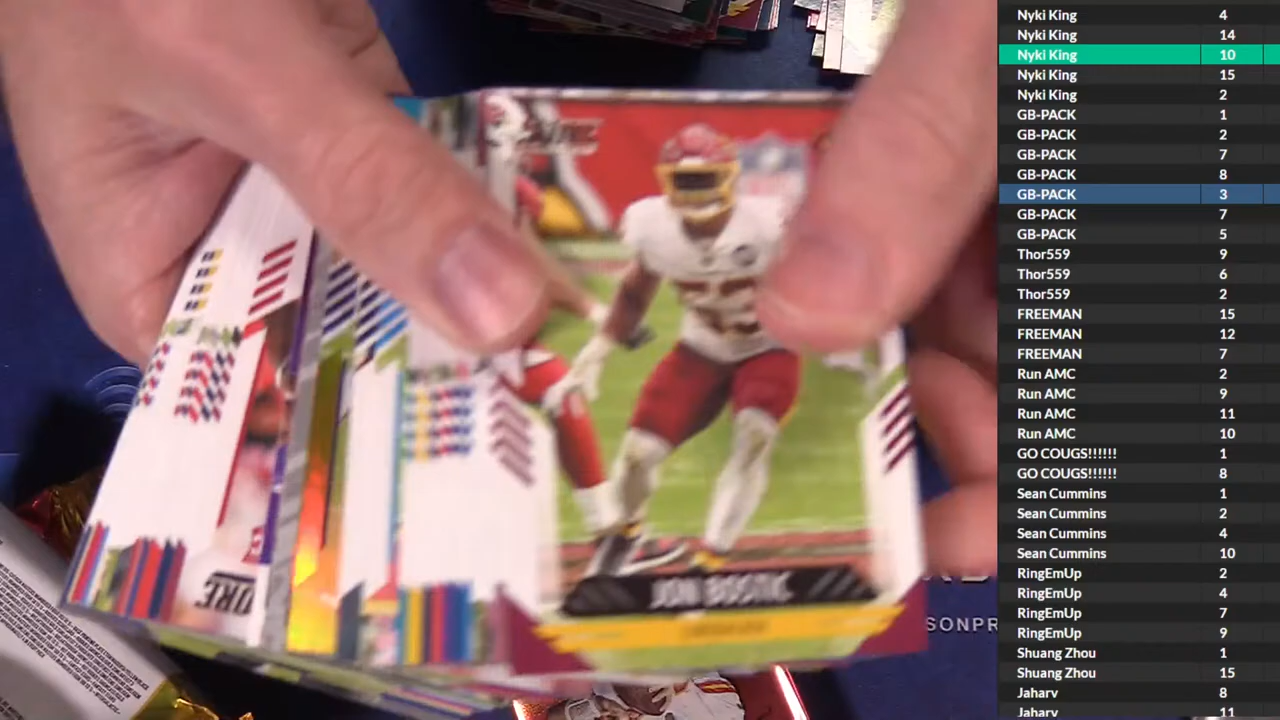 Nyki King 4
Nyki King 14
Nyki King 10
Nyki King 15
Nyki King 2
GB-PACK 1
GB-PACK 2
GB-PACK 7
GB-PACK 8
GB-PACK 3
GB-PACK 7
GB-PACK 5
Thor559 9
Thor559 6
Thor559 2
FREEMAN 15
FREEMAN 12
FREEMAN 7
Run AMC 2
Run AMC 9
Run AMC 11
Run AMC 10
GO COUGS!!!!!! 1
GO COUGS!!!!!! 8
Sean Cummins 1
Sean Cummins 2
Sean Cummins 4
Sean Cummins 10
RingEmUp 2
RingEmUp 4
RingEmUp 7
RingEmUp 9
Shuang Zhou 1
Shuang Zhou 15
Jaharv 8
Jaharv 11
JON BOSTIC
SONPR